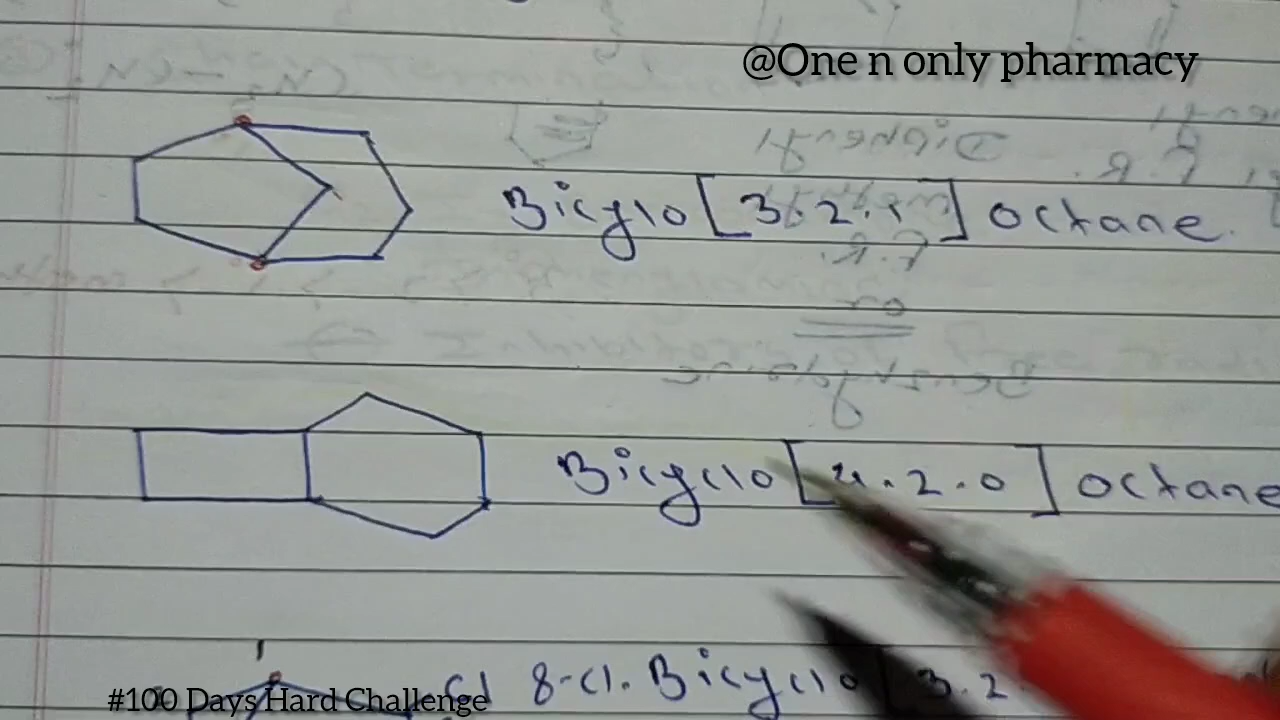 @One n only pharmacy
Bicyclo [3.2.1] octane.
Bicyclo [4.2.0] octane
1
8-cl. Bicyclo [3.2.
#100 Days Hard Challenge